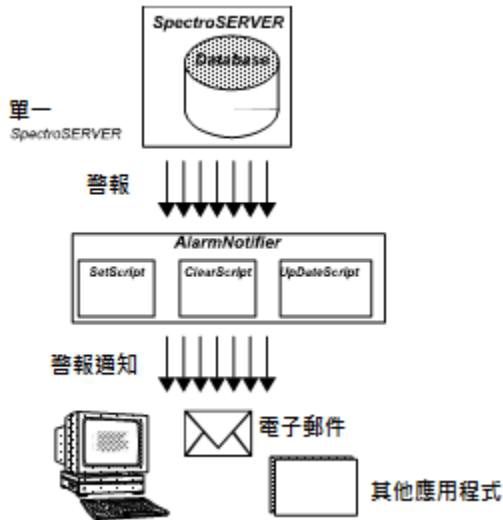 SpectroSERVER
Database
單一
SpectroSERVER
警報
AlarmNotifier
SetScript
ClearScript
UpDateScript
警報通知
電子郵件
其他應用程式